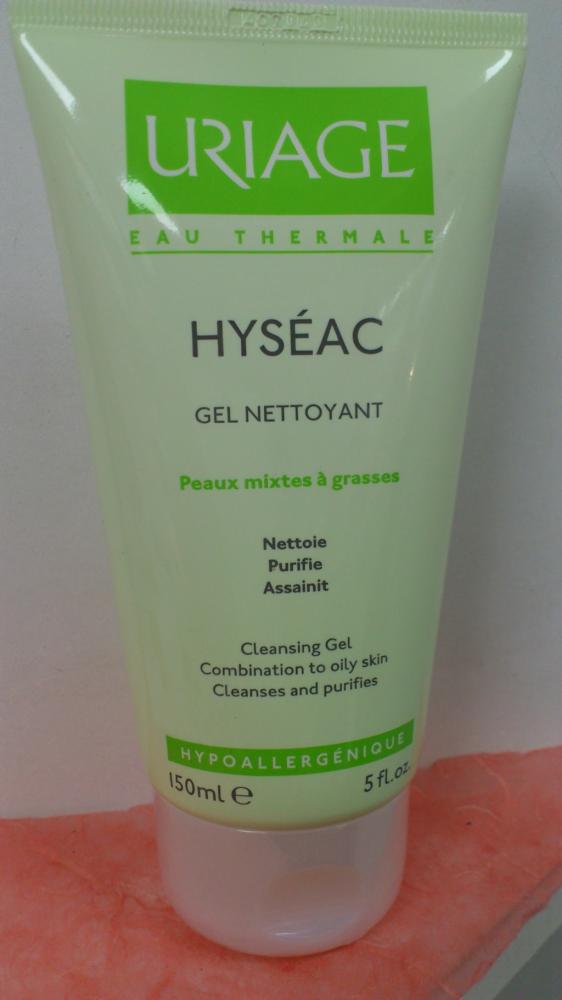 URIAGE
EAU THERMALE
HYSÉAC
GEL NETTOYANT
Peaux mixtes à grasses
Nettoie
Purifie
Assainit
Cleansing Gel
Combination to oily skin
Cleanses and purifies
HYPOALLERGÉNIQUE
150ml e 5 fl.oz.